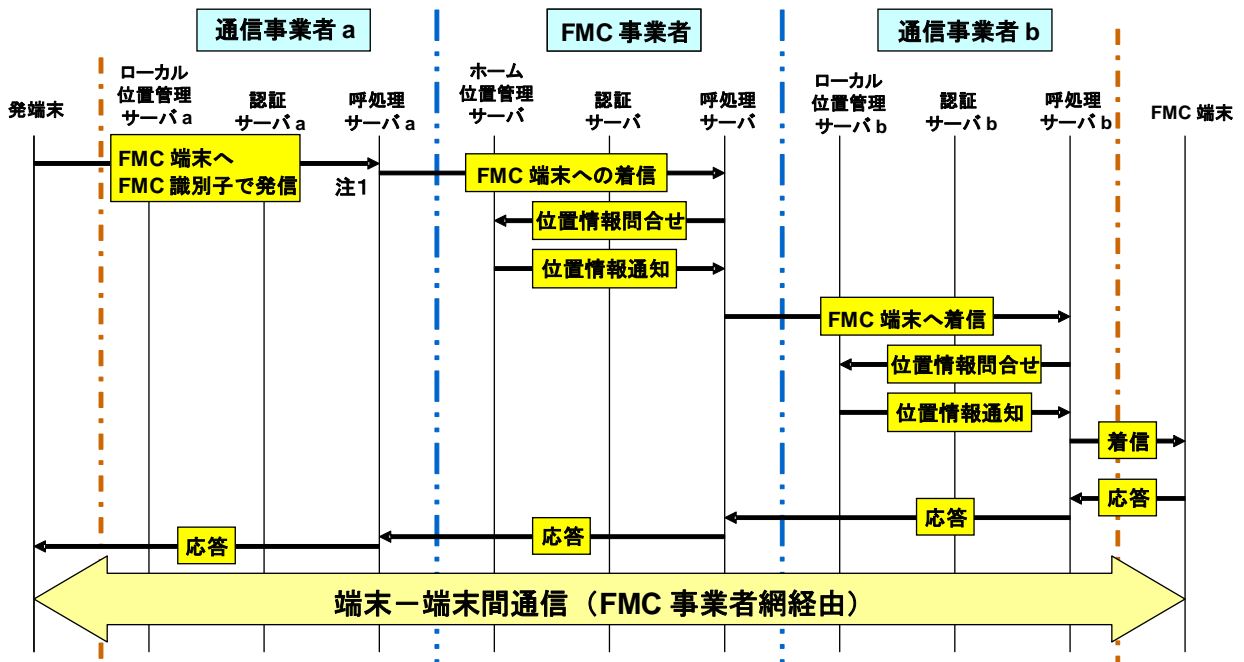 通信事業者 a
FMC 事業者
通信事業者 b
発端末
ローカル
位置管理
サーバ a
認証
サーバ a
呼処理
サーバ a
ホーム
位置管理
サーバ
認証
サーバ
呼処理
サーバ
ローカル
位置管理
サーバ b
認証
サーバ b
呼処理
サーバ b
FMC 端末
FMC 端末へ
FMC 識別子で発信
注1
FMC 端末への着信
位置情報問合せ
位置情報通知
FMC 端末へ着信
位置情報問合せ
位置情報通知
着信
応答
応答
応答
応答
端末－端末間通信（FMC 事業者網経由）